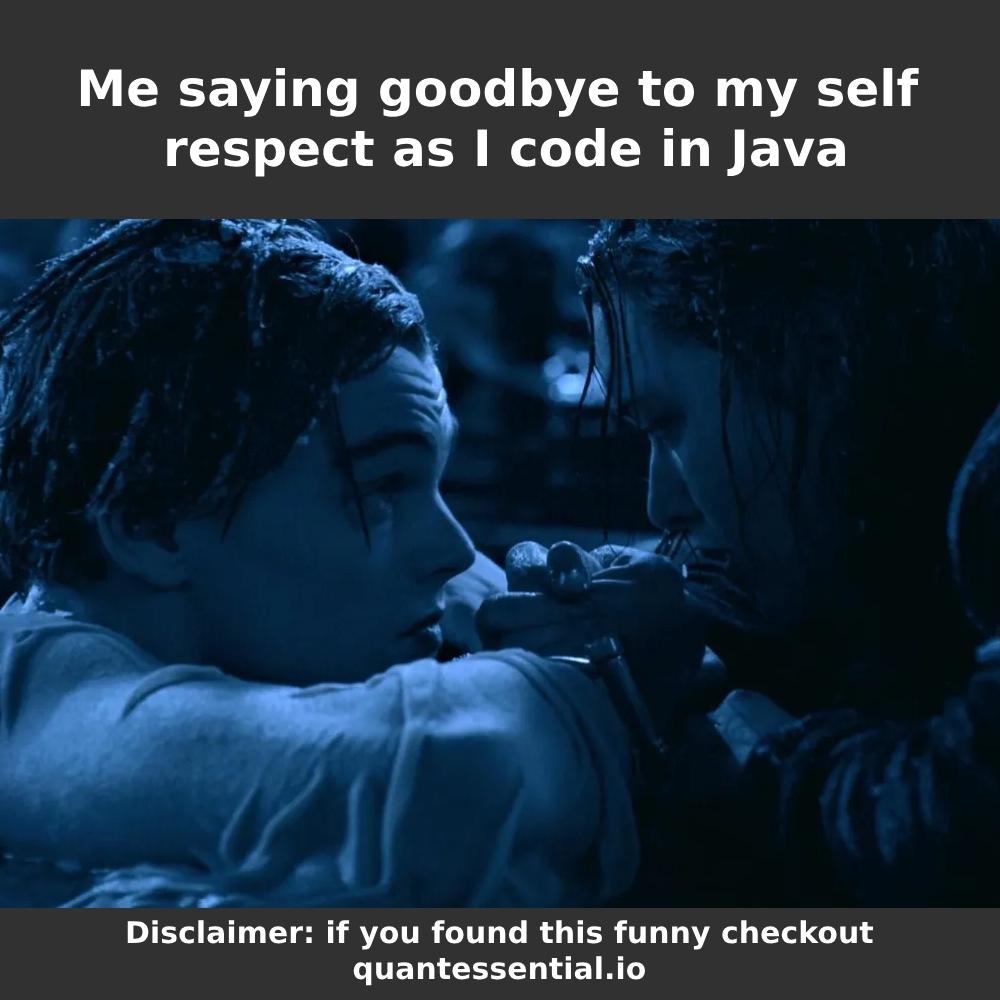 Me saying goodbye to my self
respect as I code in Java
Disclaimer: if you found this funny checkout
quantessential.io